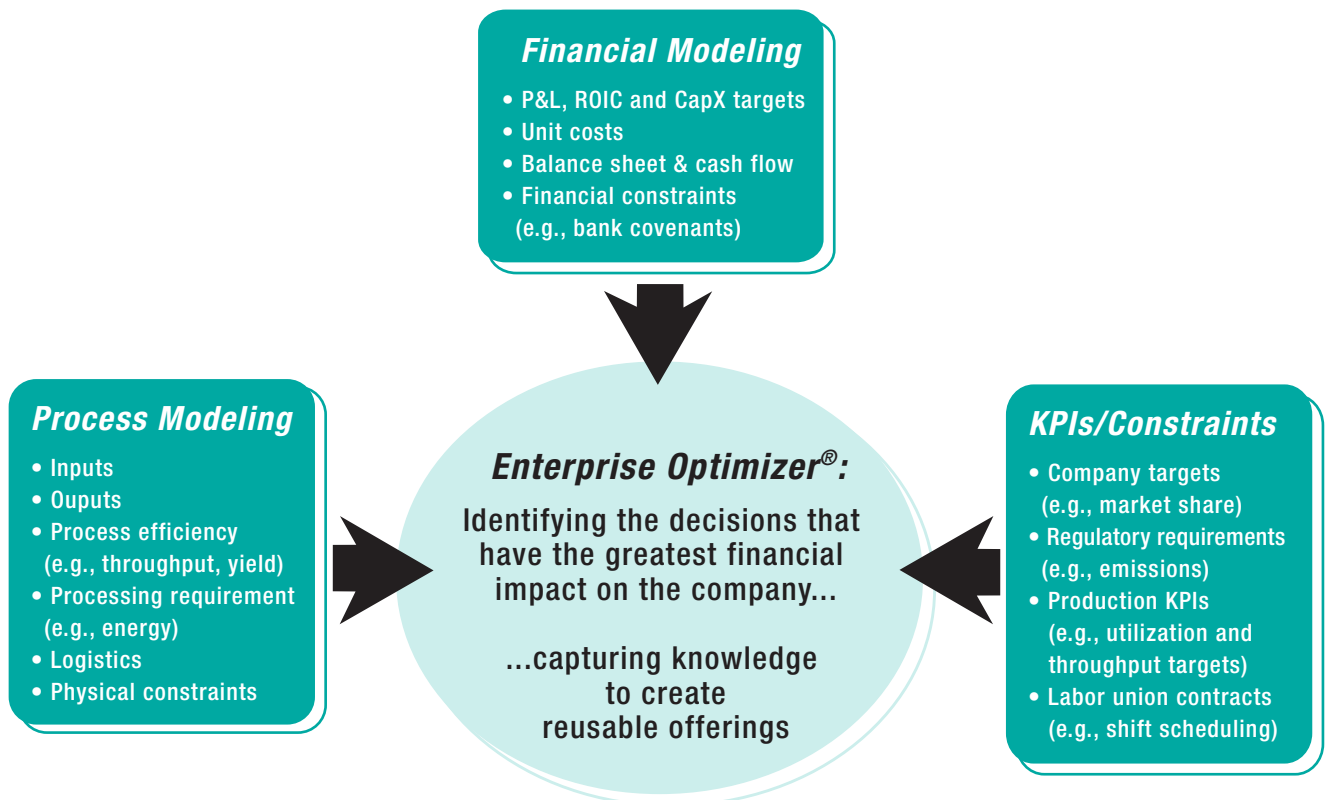 Financial Modeling
• P&L, ROIC and CapX targets
• Unit costs
• Balance sheet & cash flow
• Financial constraints
(e.g., bank covenants)
Process Modeling
• Inputs
• Ouputs
• Process efficiency
(e.g., throughput, yield)
• Processing requirement
(e.g., energy)
• Logistics
• Physical constraints
Enterprise Optimizer®:
Identifying the decisions that
have the greatest financial
impact on the company...
...capturing knowledge
to create
reusable offerings
KPIs/Constraints
• Company targets
(e.g., market share)
• Regulatory requirements
(e.g., emissions)
• Production KPIs
(e.g., utilization and
throughput targets)
• Labor union contracts
(e.g., shift scheduling)